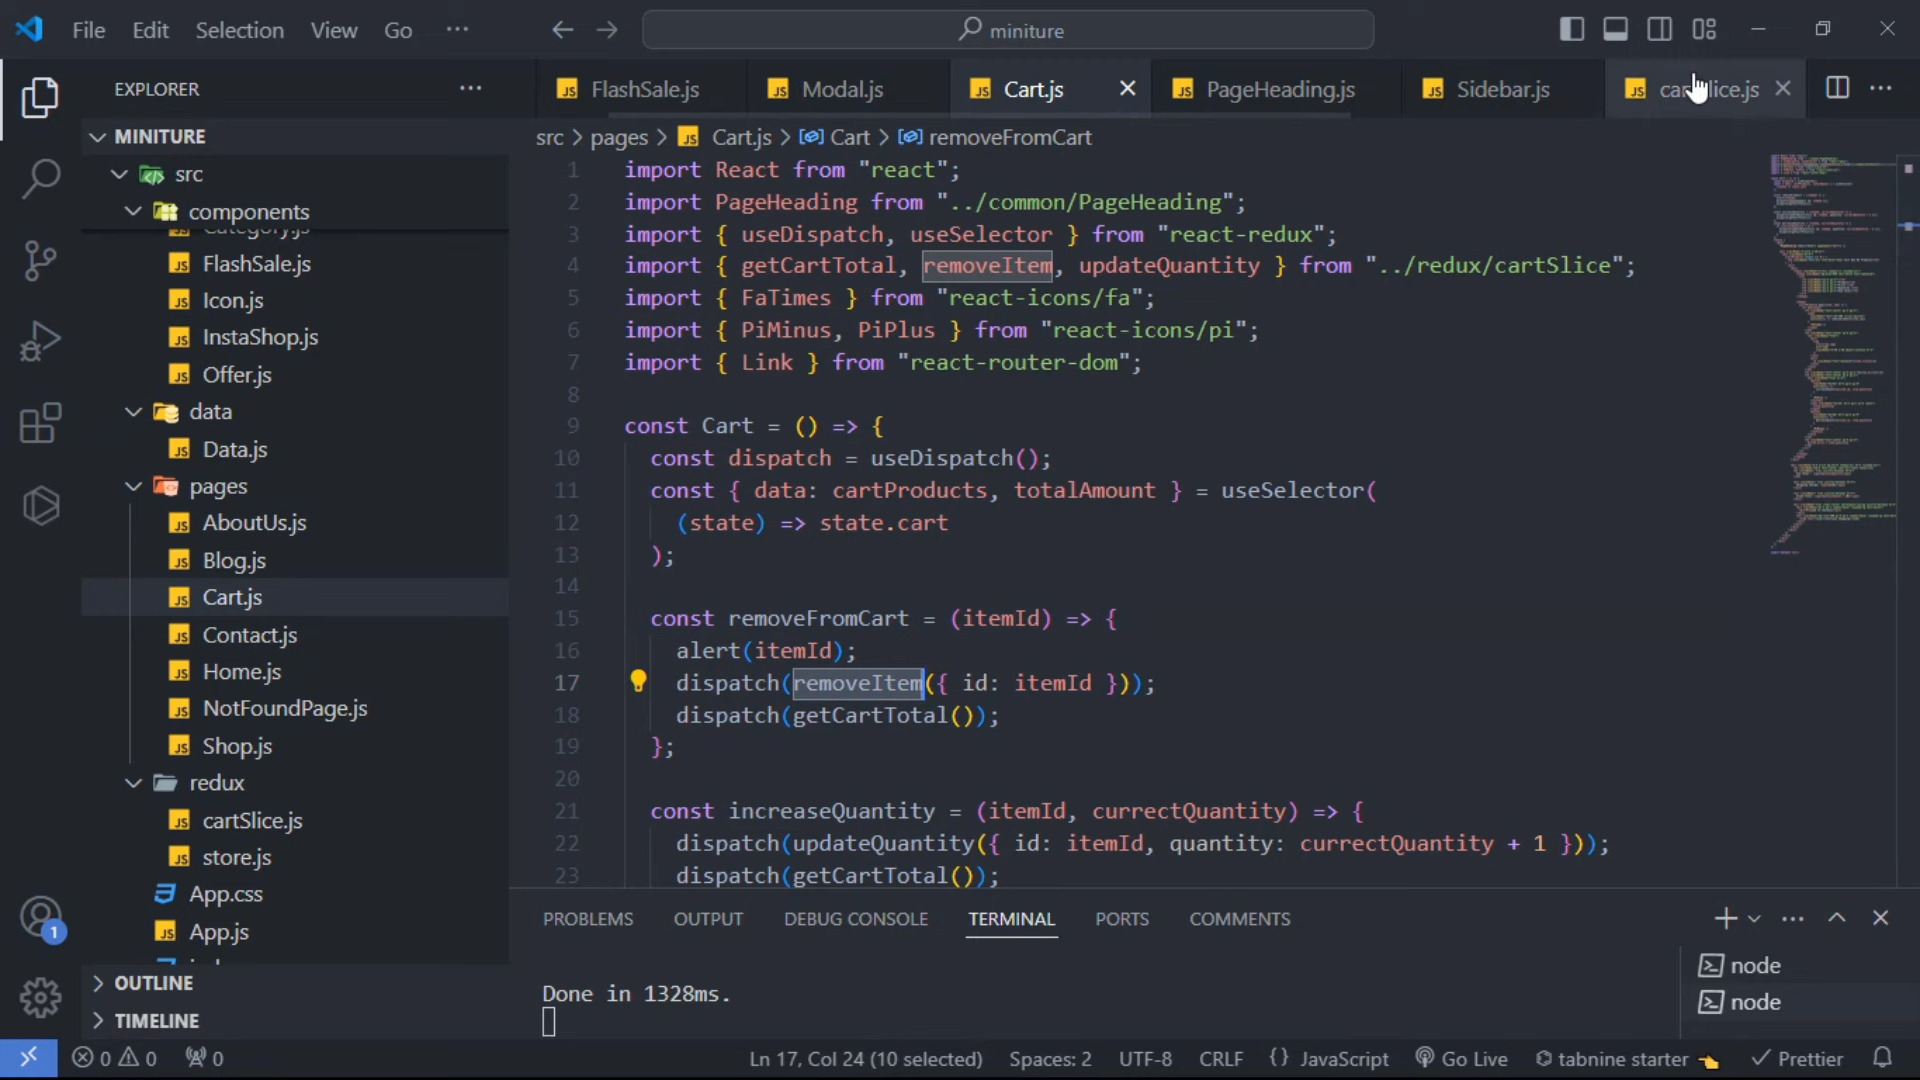 File Edit Selection View Go ···
miniture
EXPLORER
FlashSale.js Modal.js Cart.js PageHeading.js Sidebar.js cartSlice.js
MINITURE
src > pages > JS Cart.js > Cart > removeFromCart
src
components
Category.js
FlashSale.js
Icon.js
InstaShop.js
Offer.js
data
Data.js
pages
AboutUs.js
Blog.js
Cart.js
Contact.js
Home.js
NotFoundPage.js
Shop.js
redux
cartSlice.js
store.js
App.css
App.js
OUTLINE
TIMELINE
1 import React from "react";
2 import PageHeading from "../common/PageHeading";
3 import { useDispatch, useSelector } from "react-redux";
4 import { getCartTotal, removeItem, updateQuantity } from "../redux/cartSlice";
5 import { FaTimes } from "react-icons/fa";
6 import { PiMinus, PiPlus } from "react-icons/pi";
7 import { Link } from "react-router-dom";
8
9 const Cart = () => {
10 const dispatch = useDispatch();
11 const { data: cartProducts, totalAmount } = useSelector(
12 (state) => state.cart
13 );
14
15 const removeFromCart = (itemId) => {
16 alert(itemId);
17 dispatch(removeItem({ id: itemId }));
18 dispatch(getCartTotal());
19 };
20
21 const increaseQuantity = (itemId, currectQuantity) => {
22 dispatch(updateQuantity({ id: itemId, quantity: currectQuantity + 1 }));
23 dispatch(getCartTotal());
PROBLEMS OUTPUT DEBUG CONSOLE TERMINAL PORTS COMMENTS
Done in 1328ms.
node
node
1
0 0 0 Ln 17, Col 24 (10 selected) Spaces: 2 UTF-8 CRLF {} JavaScript Go Live tabnine starter Prettier